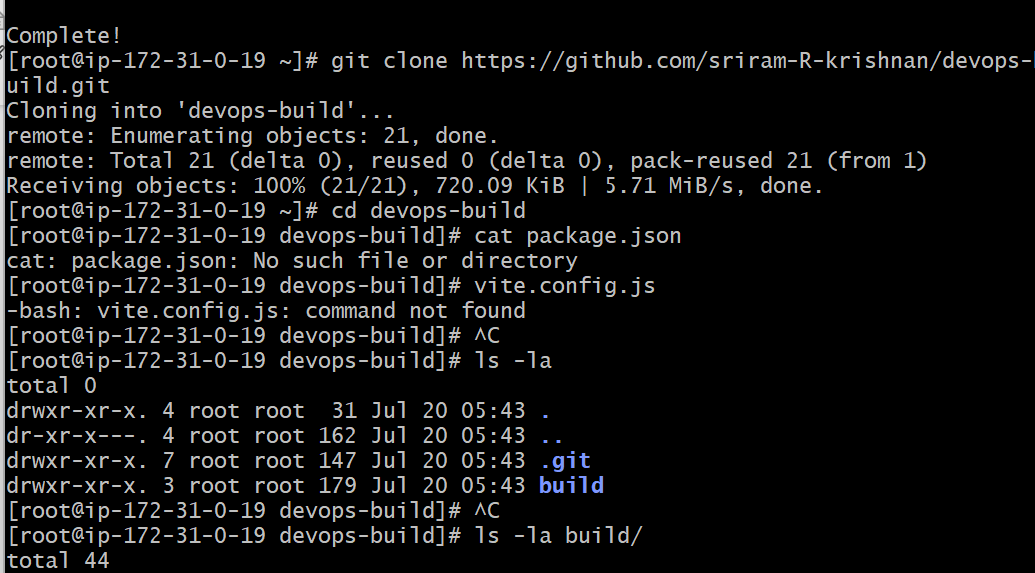 Complete!
[root@ip-172-31-0-19 ~]# git clone https://github.com/sriram-R-krishnan/devops-
uild.git
Cloning into 'devops-build'...
remote: Enumerating objects: 21, done.
remote: Total 21 (delta 0), reused 0 (delta 0), pack-reused 21 (from 1)
Receiving objects: 100% (21/21), 720.09 KiB | 5.71 MiB/s, done.
[root@ip-172-31-0-19 ~]# cd devops-build
[root@ip-172-31-0-19 devops-build]# cat package.json
cat: package.json: No such file or directory
[root@ip-172-31-0-19 devops-build]# vite.config.js
-bash: vite.config.js: command not found
[root@ip-172-31-0-19 devops-build]# ^C
[root@ip-172-31-0-19 devops-build]# ls -la
total 0
drwxr-xr-x. 4 root root  31 Jul 20 05:43 .
dr-xr-x---. 4 root root 162 Jul 20 05:43 ..
drwxr-xr-x. 7 root root 147 Jul 20 05:43 .git
drwxr-xr-x. 3 root root 179 Jul 20 05:43 build
[root@ip-172-31-0-19 devops-build]# ^C
[root@ip-172-31-0-19 devops-build]# ls -la build/
total 44